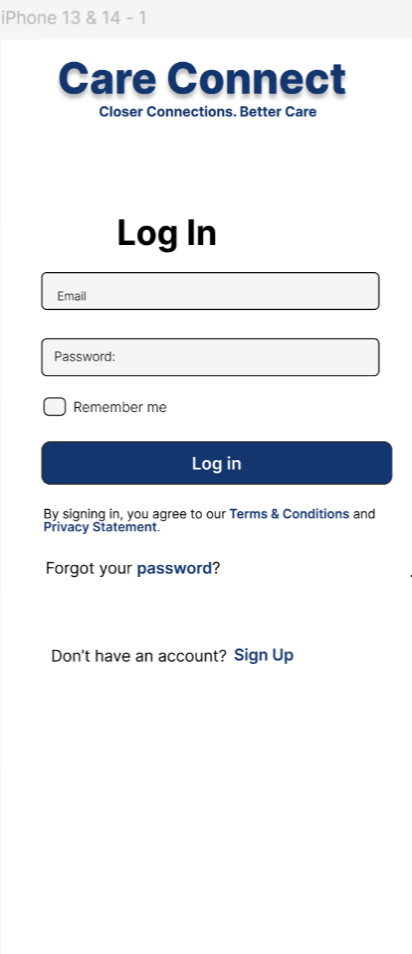 iPhone 13 & 14 - 1
Care Connect
Closer Connections. Better Care
Log In
Email
Password:
Remember me
Log in
By signing in, you agree to our Terms & Conditions and
Privacy Statement.
Forgot your password?
Don’t have an account? Sign Up